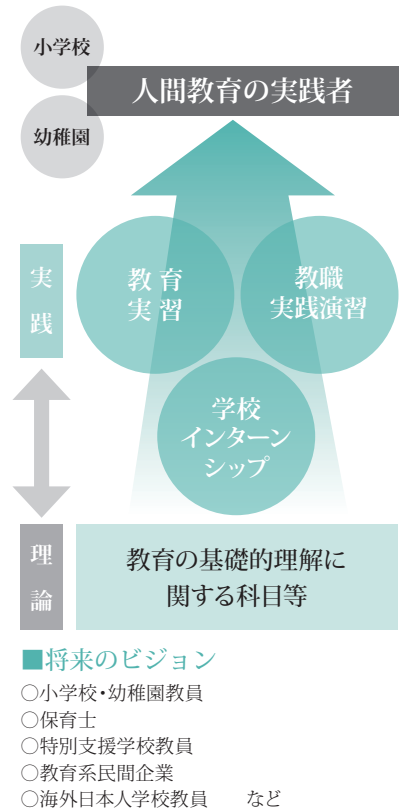 小学校
人間教育の実践者
幼稚園
実践
教育
実習
教職
実践演習
学校
インターン
シップ
理論
教育の基礎的理解に
関する科目等
■将来のビジョン
○小学校・幼稚園教員
○保育士
○特別支援学校教員
○教育系民間企業
○海外日本人学校教員　など